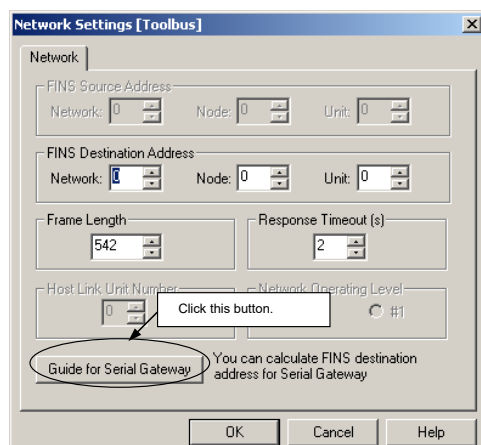 Network Settings [Toolbus]
Network
FINS Source Address
Network: 0 Node: 0 Unit: 0
FINS Destination Address
Network: 0 Node: 0 Unit: 0
Frame Length
542
Response Timeout (s)
2
Host Link Unit Number
0
Network Operating Level
#1
Click this button.
Guide for Serial Gateway
You can calculate FINS destination
address for Serial Gateway
OK Cancel Help